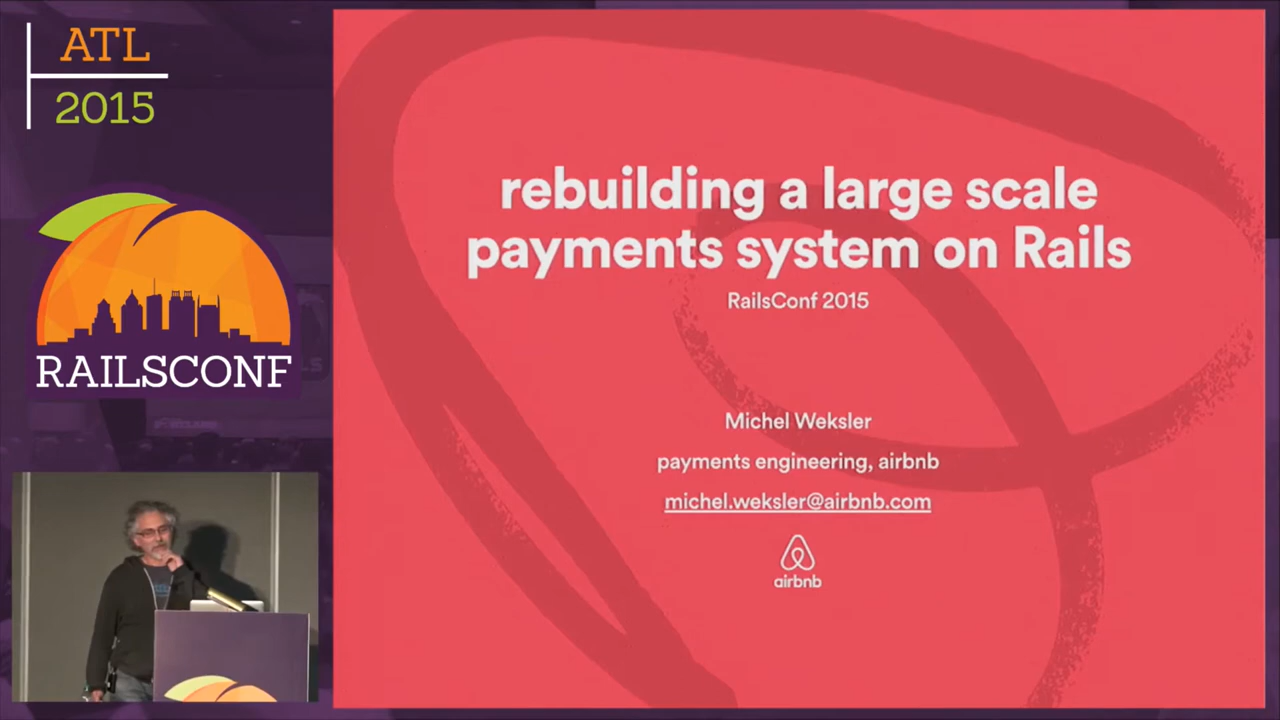 ATL
2015
RAILSCONF
rebuilding a large scale
payments system on Rails
RailsConf 2015
Michel Weksler
payments engineering, airbnb
michel.weksler@airbnb.com
airbnb